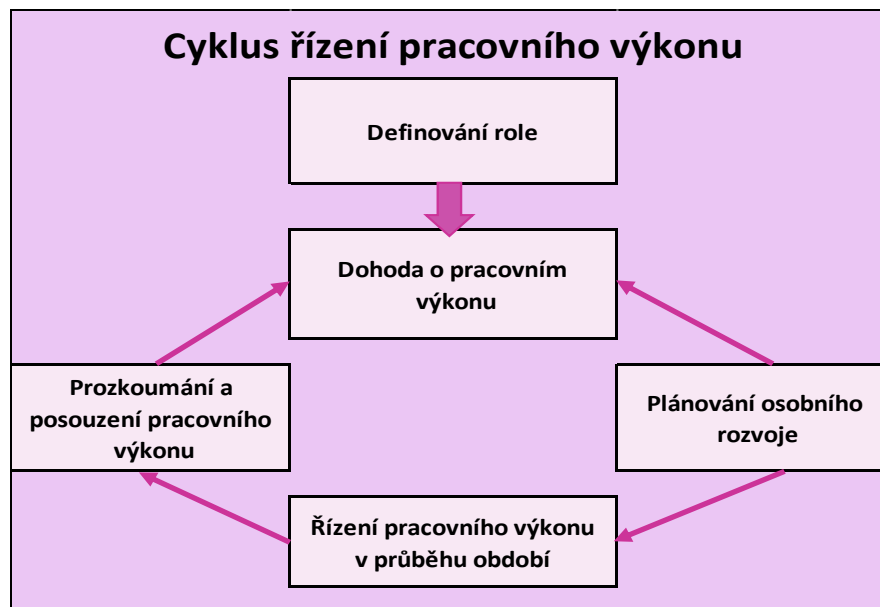 Cyklus řízení pracovního výkonu
Definování role
Dohoda o pracovním
výkonu
Prozkoumání a
posouzení pracovního
výkonu
Plánování osobního
rozvoje
Řízení pracovního výkonu
v průběhu období